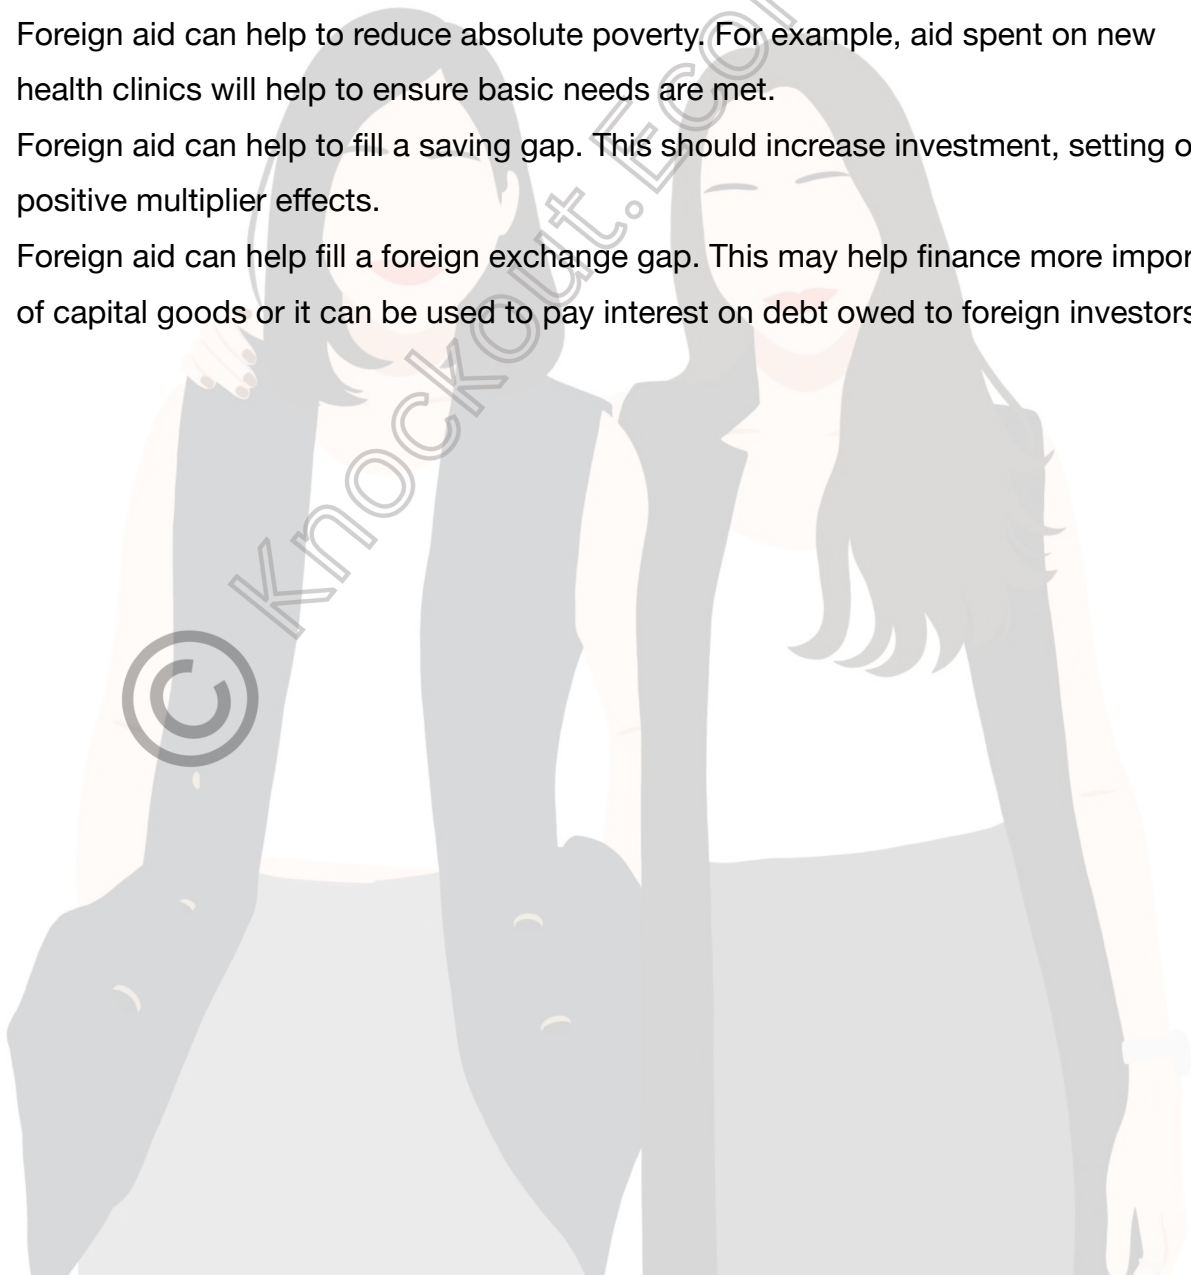 Foreign aid can help to reduce absolute poverty. For example, aid spent on new
health clinics will help to ensure basic needs are met.
Foreign aid can help to fill a saving gap. This should increase investment, setting o
positive multiplier effects.
Foreign aid can help fill a foreign exchange gap. This may help finance more impor
of capital goods or it can be used to pay interest on debt owed to foreign investors
© Knockout.Eco